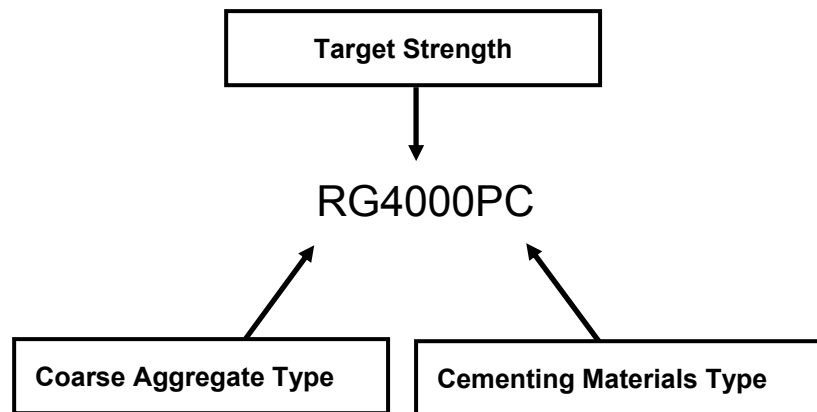 Target Strength
RG4000PC
Coarse Aggregate Type
Cementing Materials Type